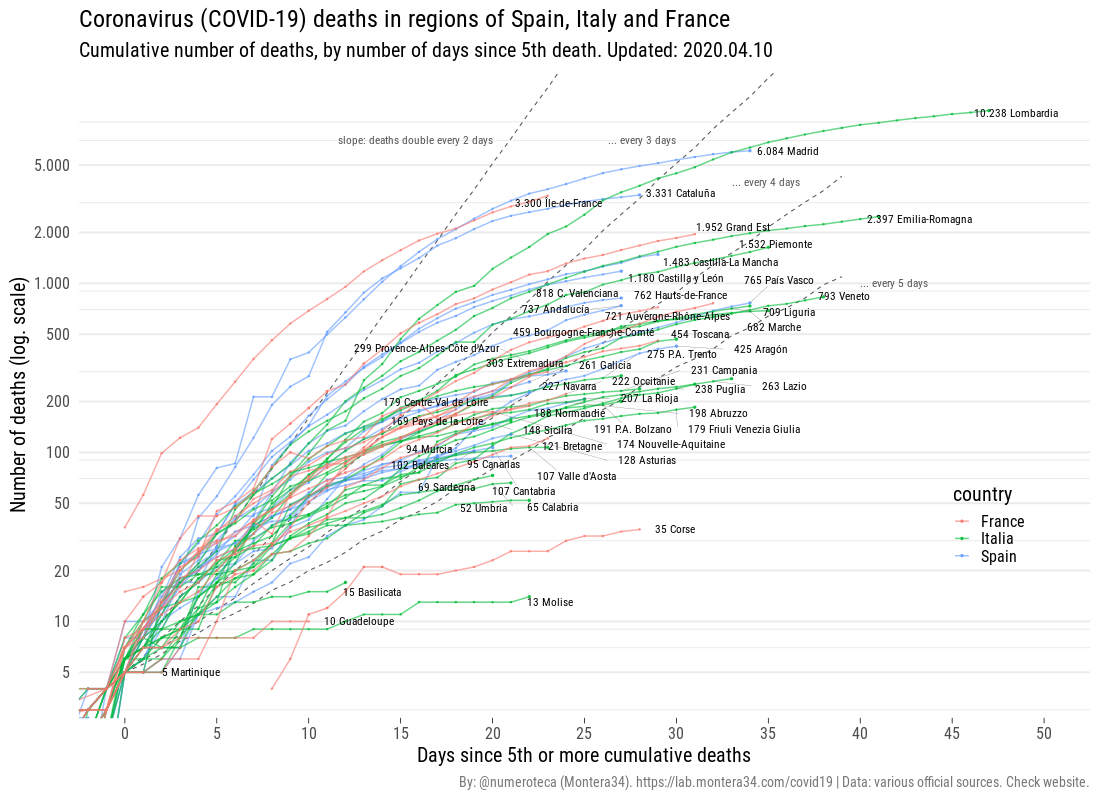 Coronavirus (COVID-19) deaths in regions of Spain, Italy and France
Cumulative number of deaths, by number of days since 5th death. Updated: 2020.04.10
Number of deaths (log. scale)
5.000
2.000
1.000
500
200
100
50
20
10
5
slope: deaths double every 2 days
... every 3 days
... every 4 days
... every 5 days
10.238 Lombardia
6.084 Madrid
3.331 Cataluña
3.300 Île-de-France
2.397 Emilia-Romagna
1.952 Grand Est
1.532 Piemonte
1.483 Castilla-La Mancha
1.180 Castilla y León
765 País Vasco
818 C. Valenciana
762 Hauts-de-France
793 Veneto
737 Andalucía
721 Auvergne-Rhône-Alpes
709 Liguria
682 Marche
459 Bourgogne-Franche-Comté
454 Toscana
299 Provence-Alpes-Côte d'Azur
275 P.A. Trento
425 Aragón
303 Extremadura
261 Galicia
231 Campania
227 Navarra
222 Occitanie
238 Puglia
263 Lazio
179 Centre-Val de Loire
207 La Rioja
188 Normandie
198 Abruzzo
169 Pays de la Loire
148 Sicilia
191 P.A. Bolzano
179 Friuli Venezia Giulia
94 Murcia
121 Bretagne
174 Nouvelle-Aquitaine
102 Baleares
95 Canarias
128 Asturias
107 Valle d'Aosta
69 Sardegna
107 Cantabria
52 Umbria
65 Calabria
35 Corse
15 Basilicata
13 Molise
10 Guadeloupe
5 Martinique
country
France
Italia
Spain
0
5
10
15
20
25
30
35
40
45
50
Days since 5th or more cumulative deaths
By: @numeroteca (Montera34). https://lab.montera34.com/covid19 | Data: various official sources. Check website.